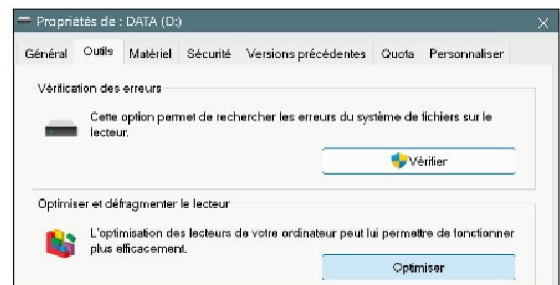 Propriétés de : DATA (D:)
Général Outils Matériel Sécurité Versions précédentes Quota Personnaliser
Vérification des erreurs
Cette option permet de rechercher les erreurs du système de fichiers sur le
lecteur.
Vérifier
Optimiser et défragmenter le lecteur
L'optimisation des lecteurs de votre ordinateur peut lui permettre de fonctionner
plus efficacement.
Optimiser